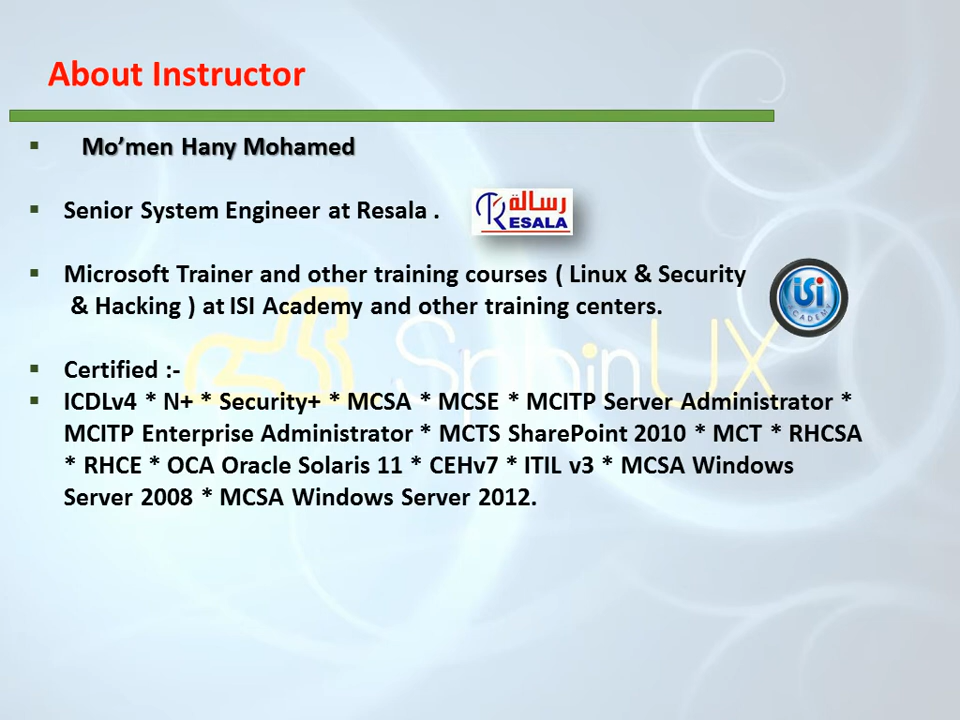 About Instructor
Mo’men Hany Mohamed
Senior System Engineer at Resala .
رسالة
RESALA
Microsoft Trainer and other training courses ( Linux & Security
& Hacking ) at ISI Academy and other training centers.
isi
ACADEMY
SphinUX
Certified :-
ICDLv4 * N+ * Security+ * MCSA * MCSE * MCITP Server Administrator *
MCITP Enterprise Administrator * MCTS SharePoint 2010 * MCT * RHCSA
* RHCE * OCA Oracle Solaris 11 * CEHv7 * ITIL v3 * MCSA Windows
Server 2008 * MCSA Windows Server 2012.